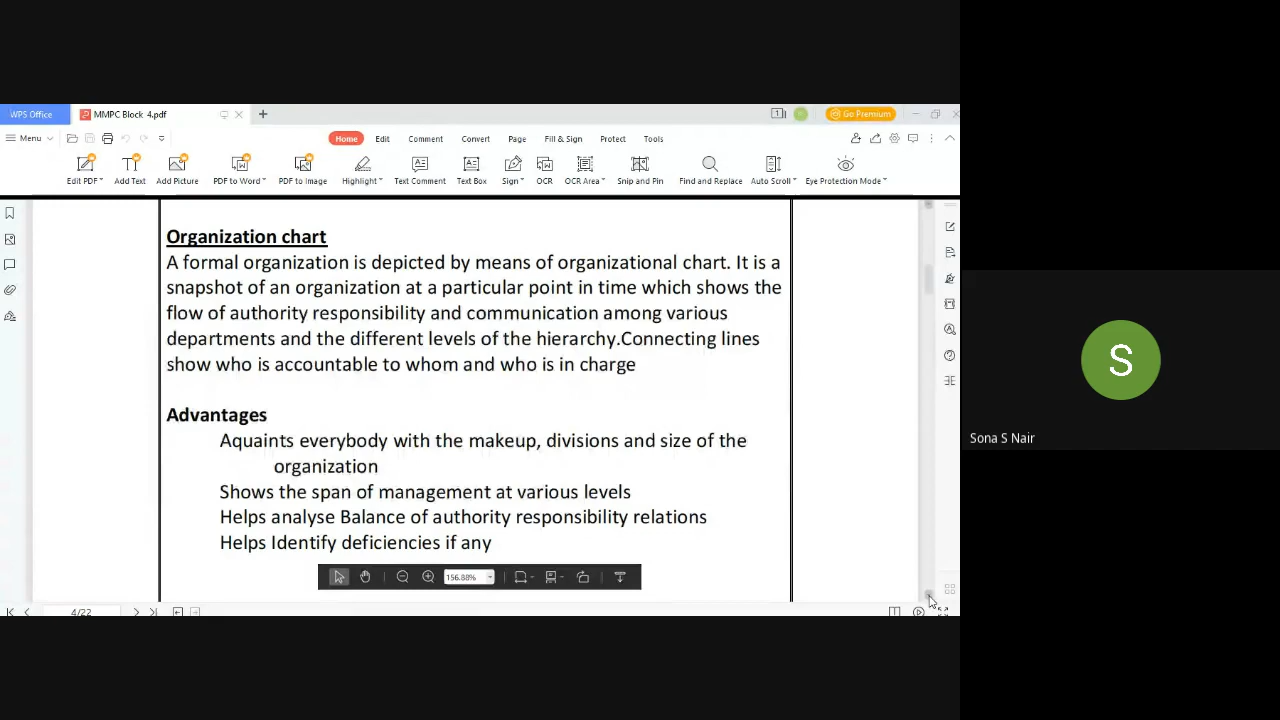 WPS Office MMPC Block 4.pdf 1 Go Premium
Menu Home Edit Comment Convert Page Fill & Sign Protect Tools
Edit PDF Add Text Add Picture PDF to Word PDF to Image Highlight Text Comment Text Box Sign OCR OCR Area Snip and Pin Find and Replace Auto Scroll Eye Protection Mode
Organization chart
A formal organization is depicted by means of organizational chart. It is a
snapshot of an organization at a particular point in time which shows the
flow of authority responsibility and communication among various
departments and the different levels of the hierarchy.Connecting lines
show who is accountable to whom and who is in charge
Advantages
Aquaints everybody with the makeup, divisions and size of the
organization
Shows the span of management at various levels
Helps analyse Balance of authority responsibility relations
Helps Identify deficiencies if any
156.88%
4/22
S
Sona S Nair